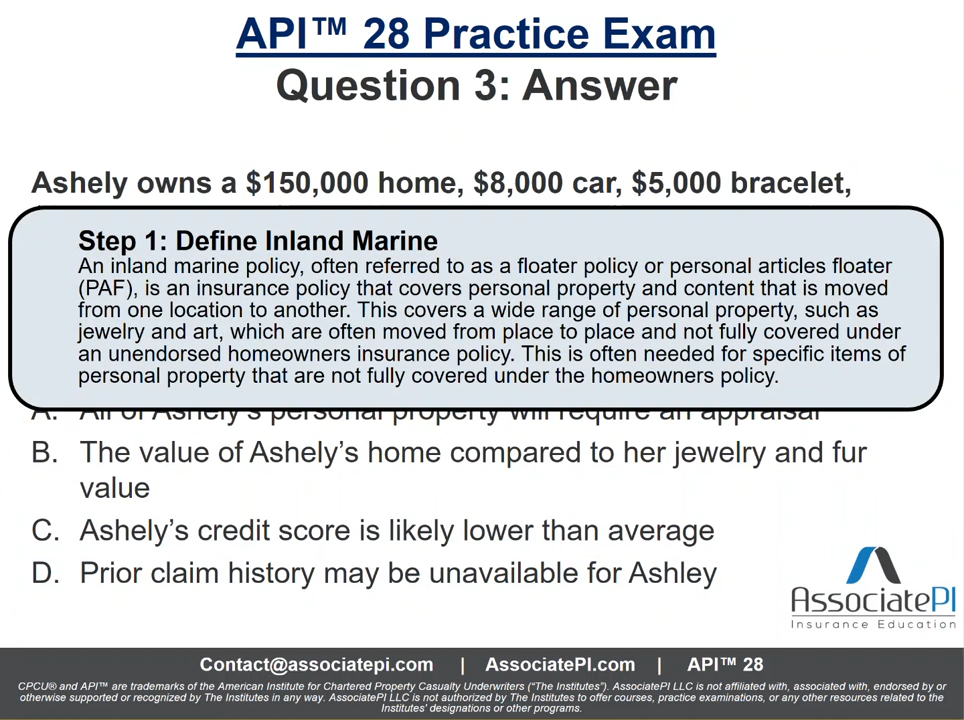 API™ 28 Practice Exam
Question 3: Answer
Ashely owns a $150,000 home, $8,000 car, $5,000 bracelet,
Step 1: Define Inland Marine
An inland marine policy, often referred to as a floater policy or personal articles floater
(PAF), is an insurance policy that covers personal property and content that is moved
from one location to another. This covers a wide range of personal property, such as
jewelry and art, which are often moved from place to place and not fully covered under
an unendorsed homeowners insurance policy. This is often needed for specific items of
personal property that are not fully covered under the homeowners policy.
A. All of Ashely's personal property will require an appraisal
B. The value of Ashely's home compared to her jewelry and fur
value
C. Ashely's credit score is likely lower than average
D. Prior claim history may be unavailable for Ashley
AssociatePI
Insurance Education
Contact@associatepi.com | AssociatePI.com | API™ 28
CPCU® and API™ are trademarks of the American Institute for Chartered Property Casualty Underwriters ("The Institutes"). AssociatePI LLC is not affiliated with, associated with, endorsed by or
otherwise supported or recognized by The Institutes in any way. AssociatePI LLC is not authorized by The Institutes to offer courses, practice examinations, or any other resources related to the
Institutes' designations or other programs.